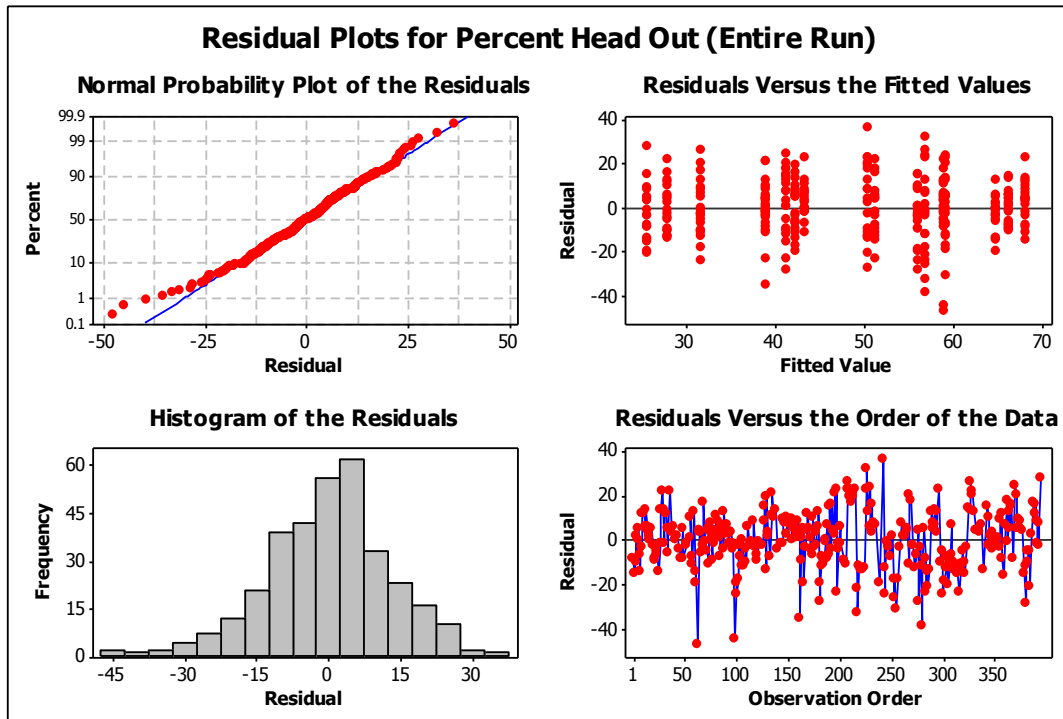 Residual Plots for Percent Head Out (Entire Run)
Normal Probability Plot of the Residuals
99.9
99
90
50
10
1
0.1
Percent
-50 -25 0 25 50
Residual
Residuals Versus the Fitted Values
40
20
0
-20
-40
Residual
30 40 50 60 70
Fitted Value
Histogram of the Residuals
60
45
30
15
0
Frequency
-45 -30 -15 0 15 30
Residual
Residuals Versus the Order of the Data
40
20
0
-20
-40
Residual
1 50 100 150 200 250 300 350
Observation Order